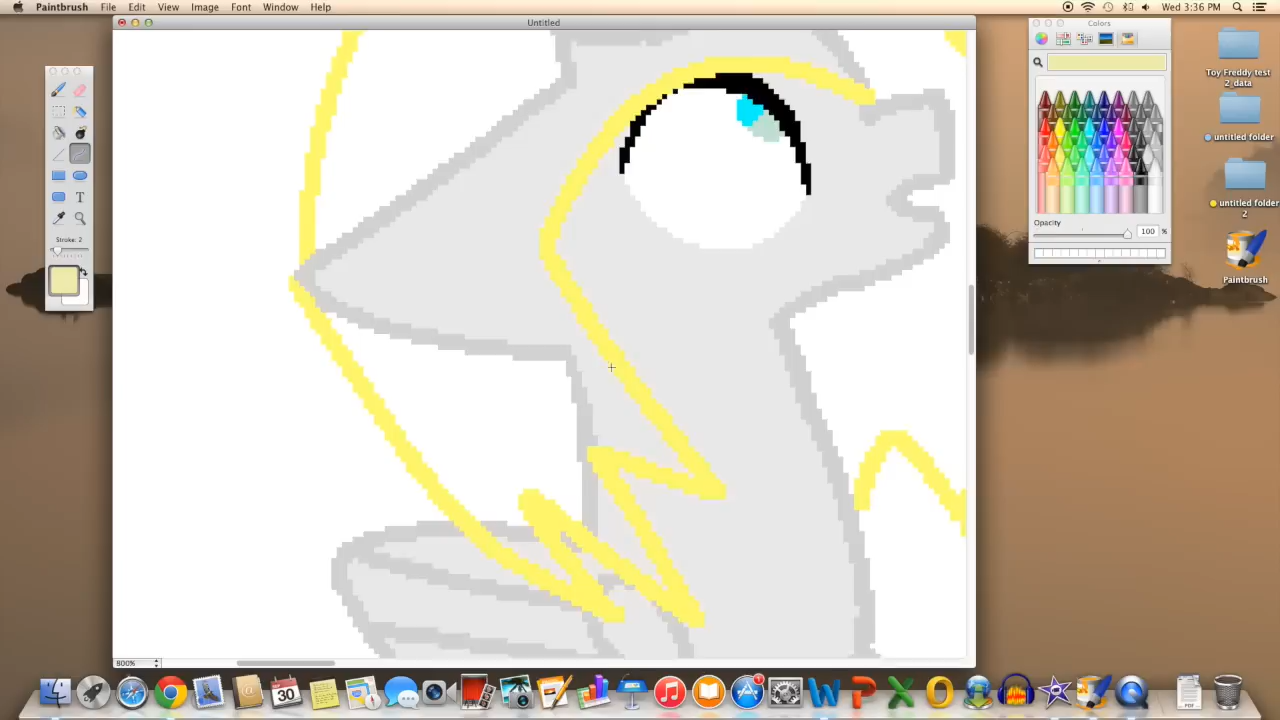 Paintbrush File Edit View Image Font Window Help
Wed 3:36 PM
Untitled
Colors
Stroke: 2
Opacity
100 %
Toy Freddy test 2_data
untitled folder
untitled folder 2
Paintbrush
800%